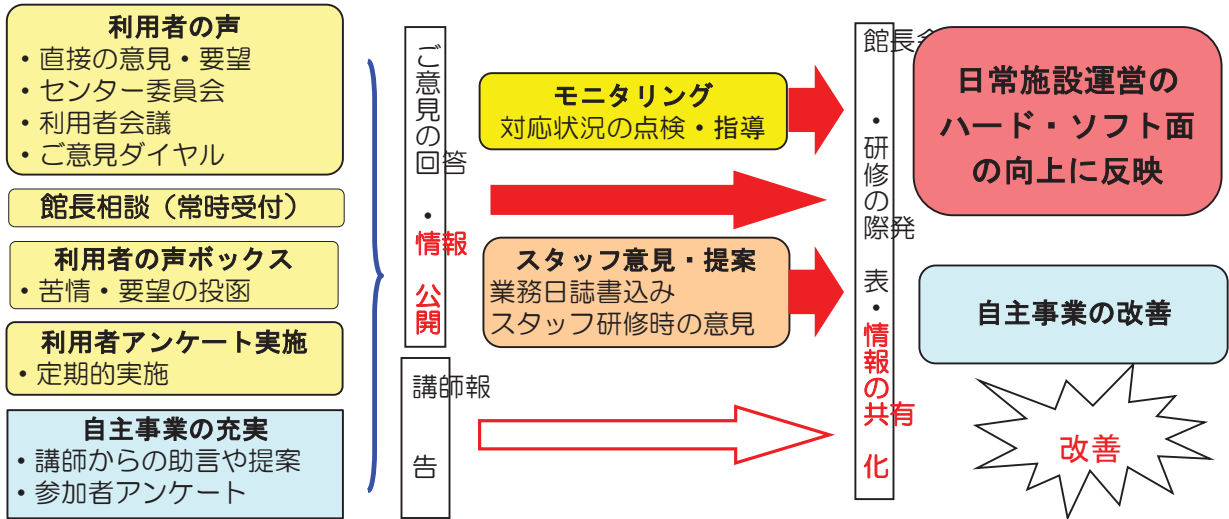 利用者の声
・直接の意見・要望
・センター委員会
・利用者会議
・ご意見ダイヤル
館長相談（常時受付）
利用者の声ボックス
・苦情・要望の投函
利用者アンケート実施
・定期的実施
自主事業の充実
・講師からの助言や提案
・参加者アンケート
ご意見の回答・情報公開
講師報告
モニタリング
対応状況の点検・指導
スタッフ意見・提案
業務日誌書込み
スタッフ研修時の意見
館長会・研修の際発表・情報の共有化
日常施設運営の
ハード・ソフト面
の向上に反映
自主事業の改善
改善